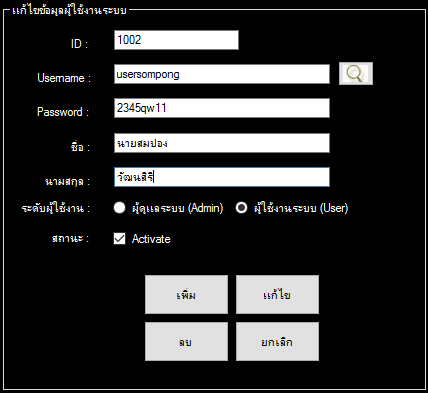 แก้ไขข้อมูลผู้ใช้งานระบบ
ID : 1002
Username : usersompong
Password : 2345qw11
ชื่อ : นายสมปอง
นามสกุล : วัฒนสิริ
ระดับผู้ใช้งาน : ผู้ดูแลระบบ (Admin) ผู้ใช้งานระบบ (User)
สถานะ : Activate
เพิ่ม แก้ไข
ลบ ยกเลิก